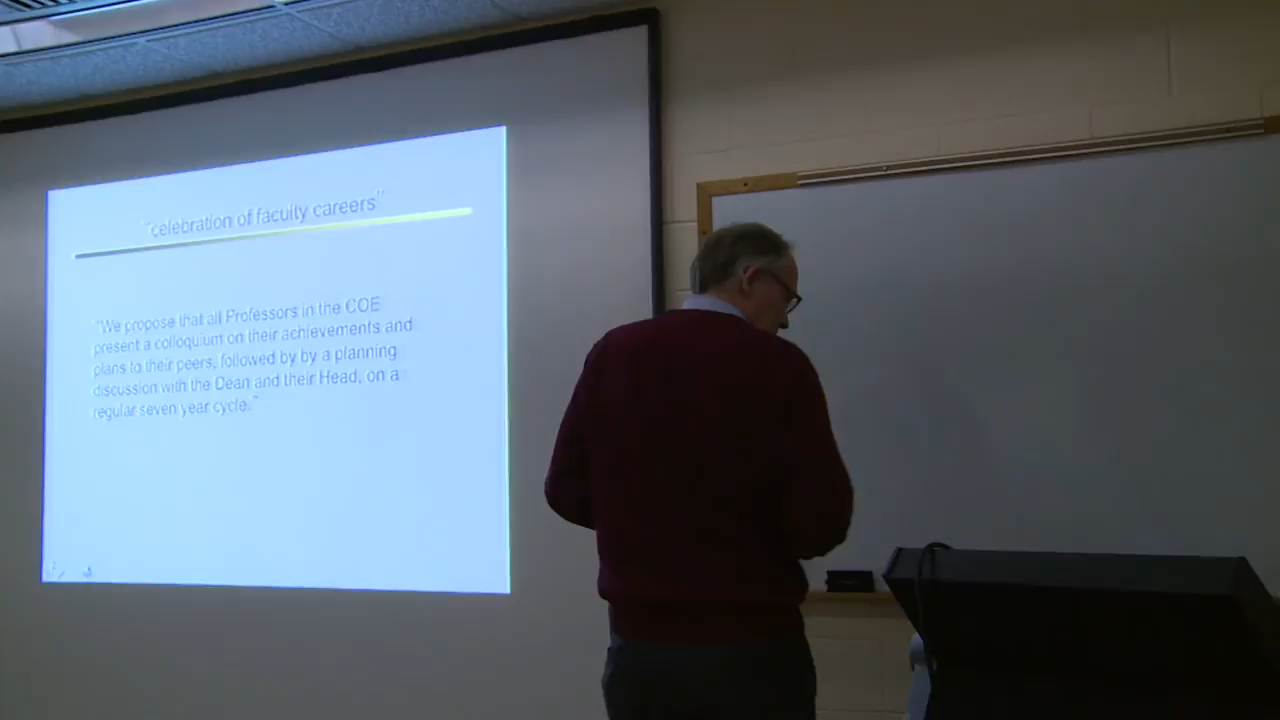 "celebration of faculty careers"
"We propose that all Professors in the COE
present a colloquium on their achievements and
plans to their peers, followed by by a planning
discussion with the Dean and their Head, on a
regular seven year cycle."